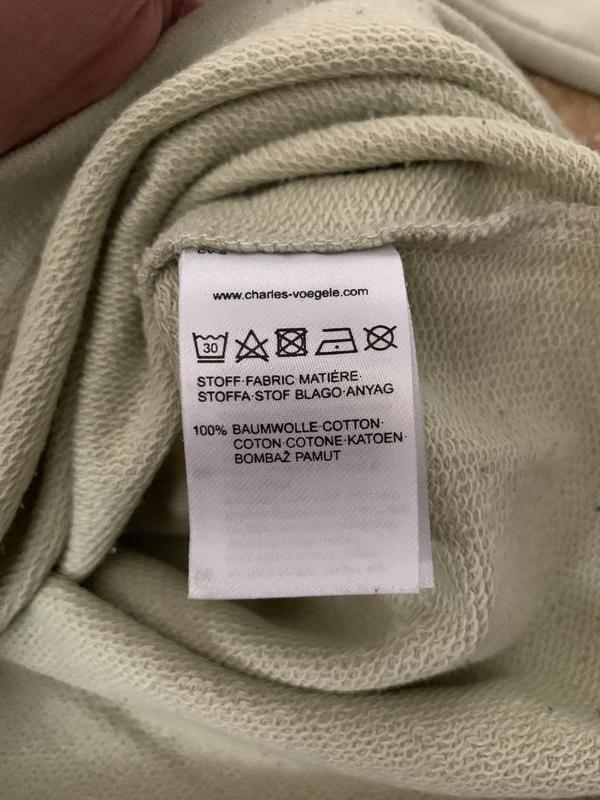 www.charles-voegele.com
30
STOFF·FABRIC·MATIÈRE·
STOFFA·STOF BLAGO·ANYAG
100% BAUMWOLLE·COTTON·
COTON·COTONE·KATOEN·
BOMBAŽ PAMUT